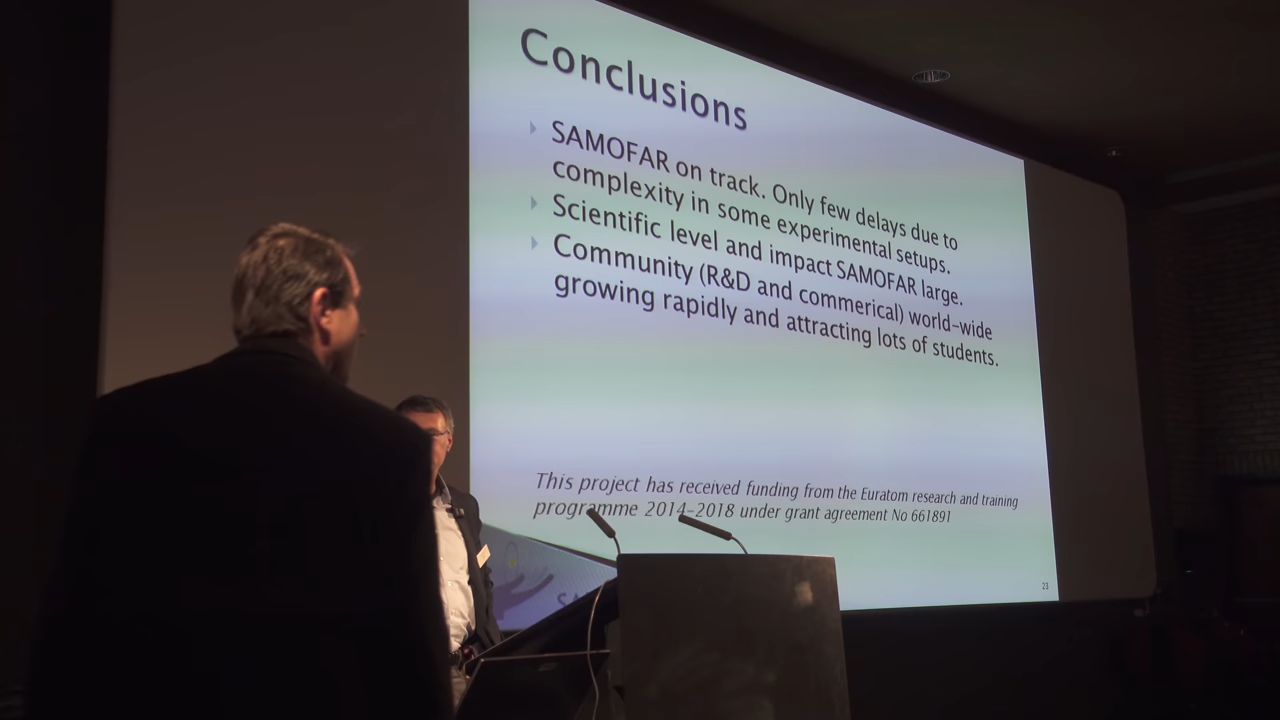 Conclusions
SAMOFAR on track. Only few delays due to
complexity in some experimental setups.
Scientific level and impact SAMOFAR large.
Community (R&D and commerical) world-wide
growing rapidly and attracting lots of students.
This project has received funding from the Euratom research and training
programme 2014-2018 under grant agreement No 661891
23